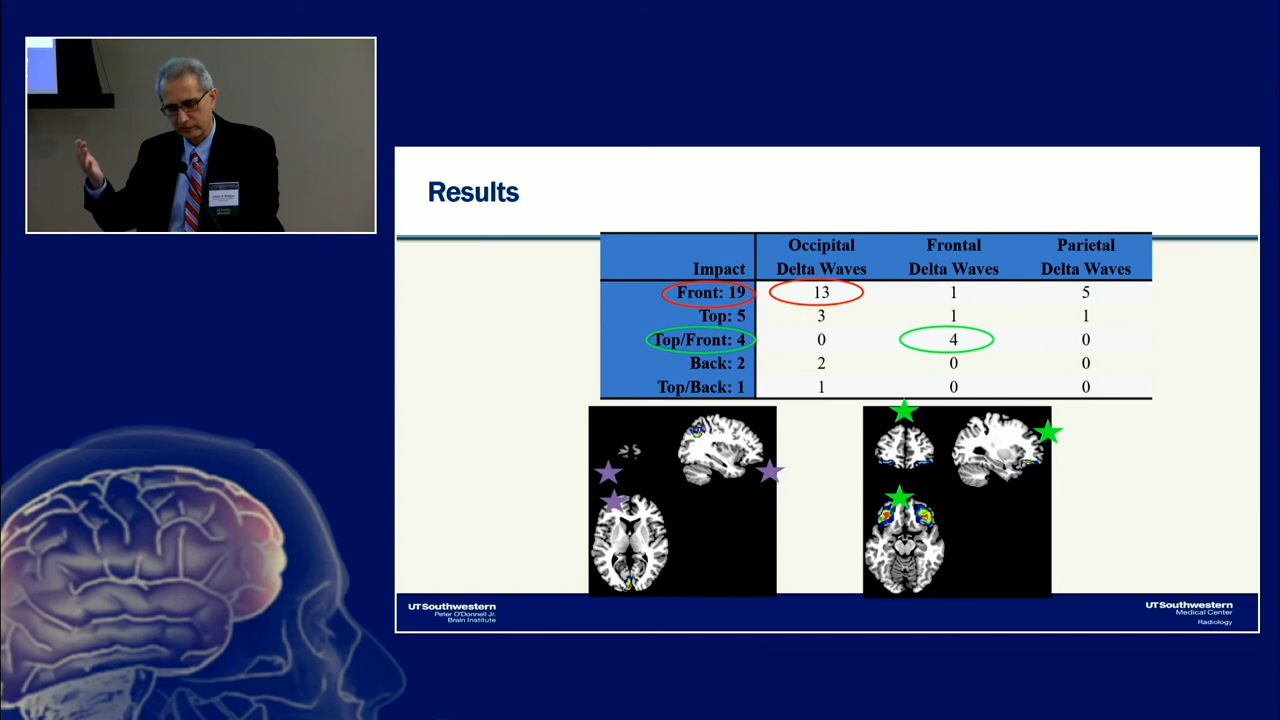 Results
Occipital Frontal Parietal
Impact Delta Waves Delta Waves Delta Waves
Front: 19 13 1 5
Top: 5 3 1 1
Top/Front: 4 0 4 0
Back: 2 2 0 0
Top/Back: 1 1 0 0
UTSouthwestern
Peter O'Donnell Jr.
Brain Institute
UTSouthwestern
Medical Center
Radiology